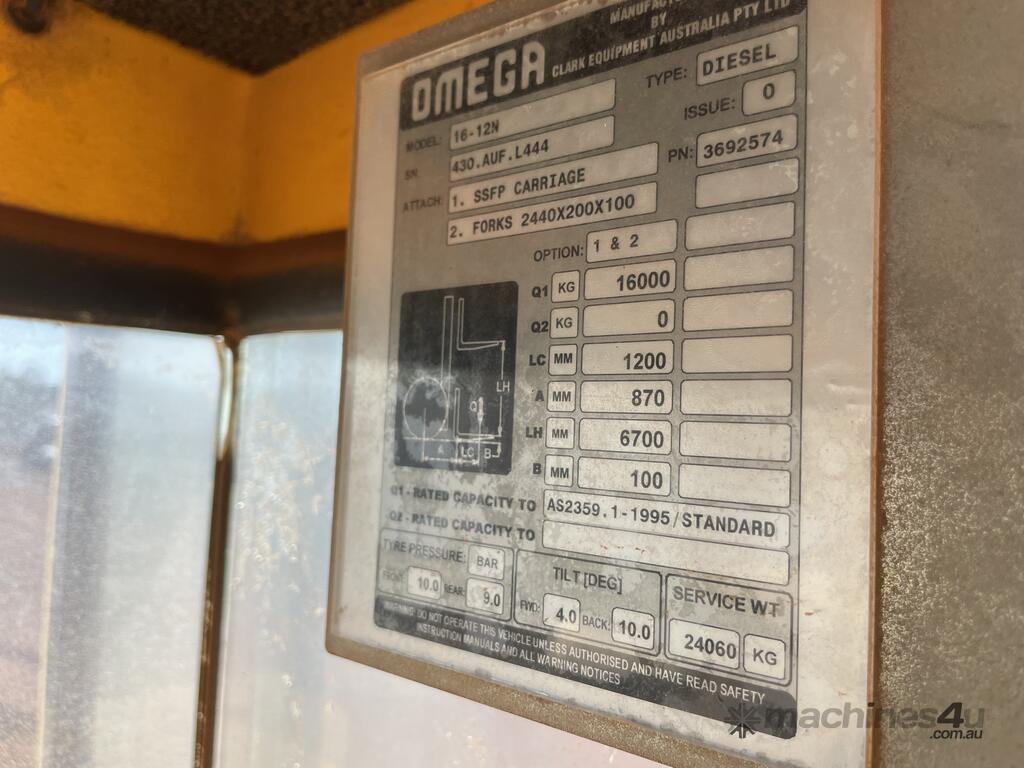 MANUFACTURED
BY
OMEGA CLARK EQUIPMENT AUSTRALIA PTY LTD
TYPE: DIESEL
MODEL: 16-12N
ISSUE: 0
SN: 430.AUF.L444
PN: 3692574
ATTACH: 1. SSFP CARRIAGE
2. FORKS 2440X200X100
OPTION: 1 & 2
Q1 KG 16000
Q2 KG 0
LC MM 1200
A MM 870
LH MM 6700
B MM 100
LH
Q
A LC B
Q1 - RATED CAPACITY TO AS2359.1-1995/STANDARD
Q2 - RATED CAPACITY TO
TYRE PRESSURE: BAR
FRONT: 10.0 REAR: 9.0
TILT [DEG]
FWD: 4.0 BACK: 10.0
SERVICE WT
24060 KG
WARNING: DO NOT OPERATE THIS VEHICLE UNLESS AUTHORISED AND HAVE READ SAFETY
INSTRUCTION MANUALS AND ALL WARNING NOTICES
machines4u
.com.au